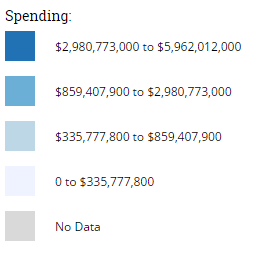 Spending:
$2,980,773,000 to $5,962,012,000
$859,407,900 to $2,980,773,000
$335,777,800 to $859,407,900
0 to $335,777,800
No Data